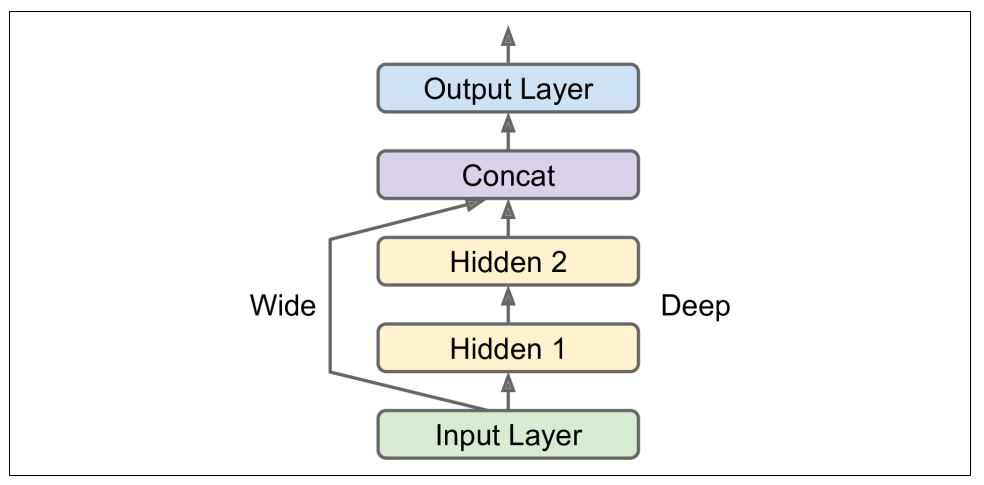 Output Layer
Concat
Hidden 2
Wide
Deep
Hidden 1
Input Layer